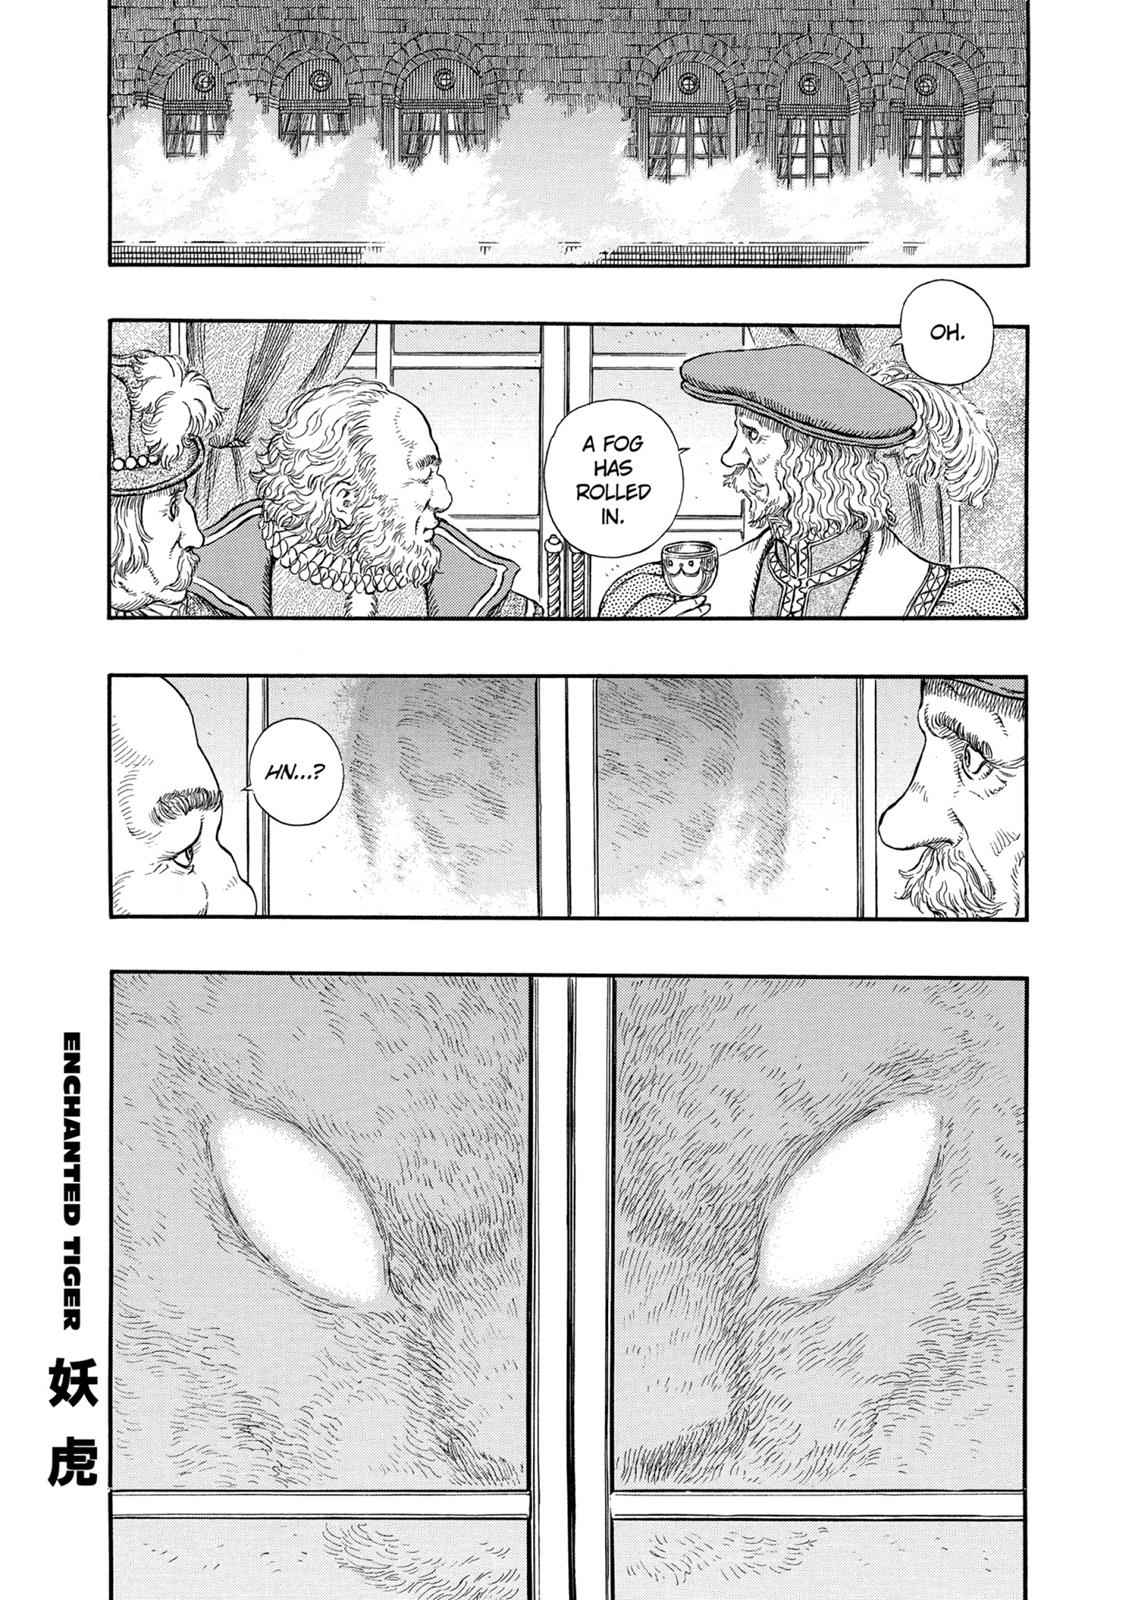 OH.
A FOG
HAS
ROLLED
IN.
HN...?
ENCHANTED TIGER
妖虎